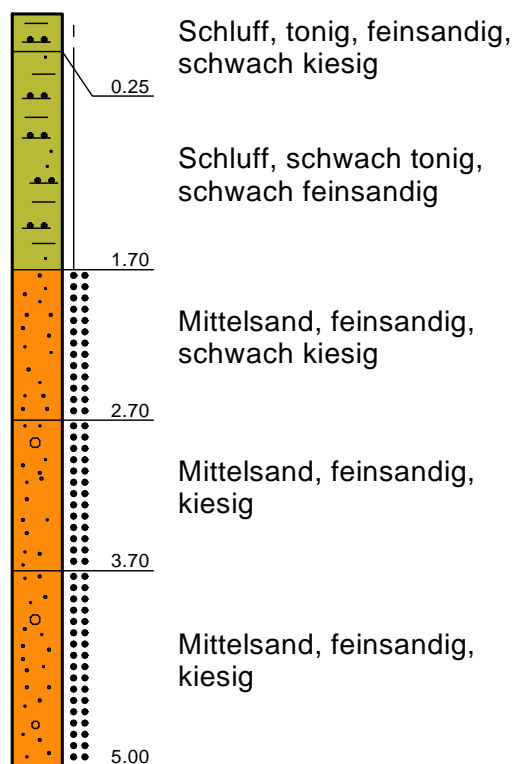 Schluff, tonig, feinsandig,
schwach kiesig
0.25
Schluff, schwach tonig,
schwach feinsandig
1.70
Mittelsand, feinsandig,
schwach kiesig
2.70
Mittelsand, feinsandig,
kiesig
3.70
Mittelsand, feinsandig,
kiesig
5.00